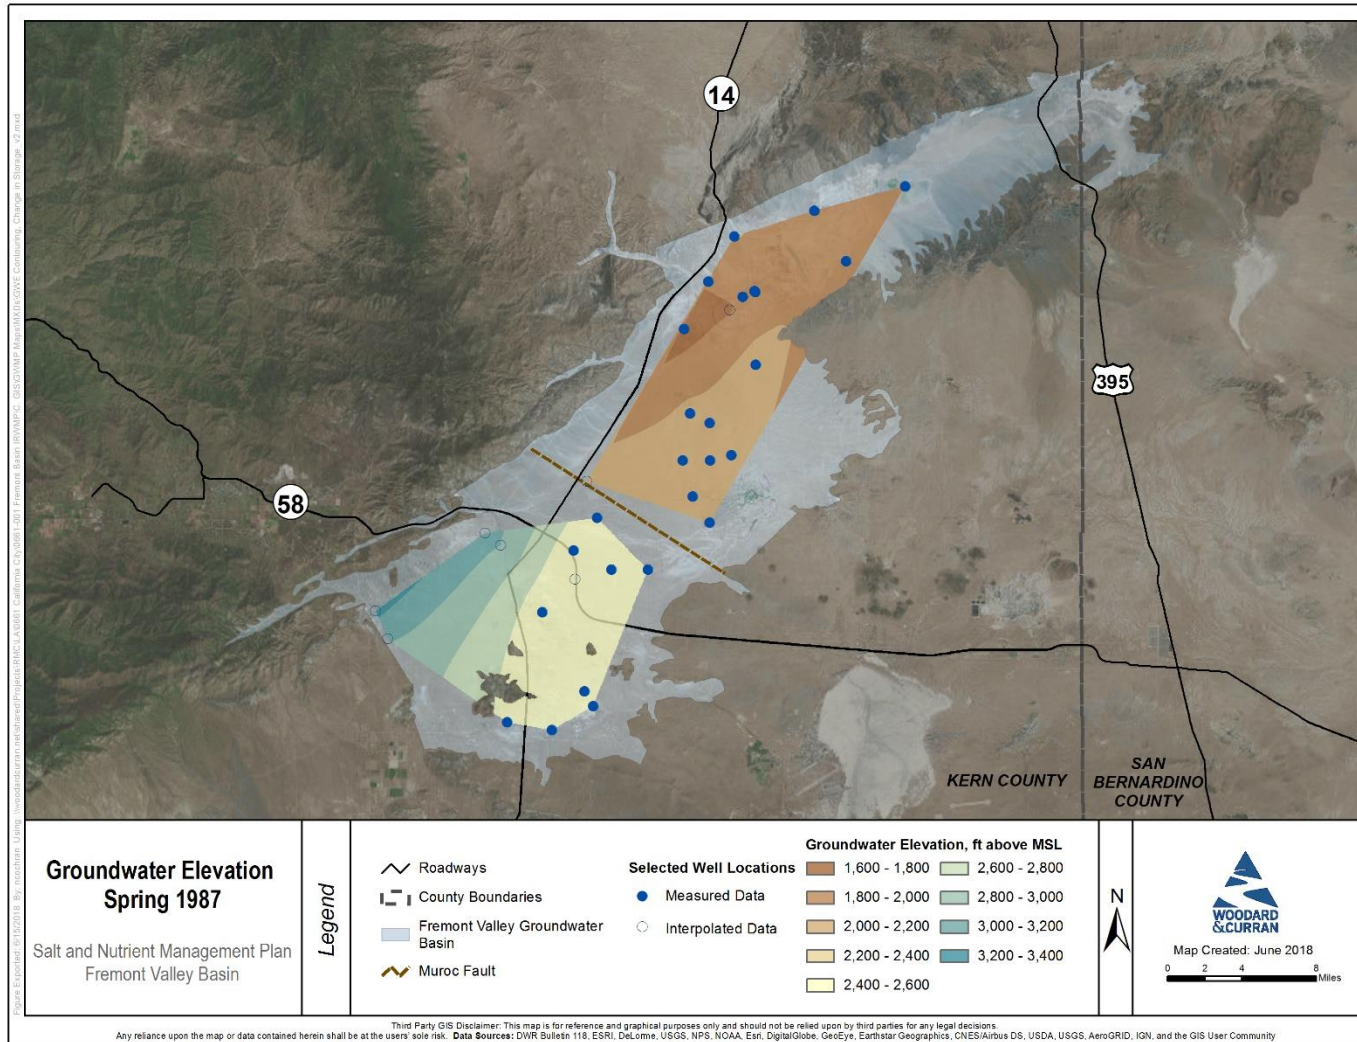 14
58
395
KERN COUNTY
SAN
BERNARDINO
COUNTY
Groundwater Elevation
Spring 1987
Salt and Nutrient Management Plan
Fremont Valley Basin
Legend
Roadways
County Boundaries
Fremont Valley Groundwater
Basin
Muroc Fault
Selected Well Locations
Measured Data
Interpolated Data
Groundwater Elevation, ft above MSL
1,600 - 1,800
1,800 - 2,000
2,000 - 2,200
2,200 - 2,400
2,400 - 2,600
2,600 - 2,800
2,800 - 3,000
3,000 - 3,200
3,200 - 3,400
N
WOODARD
&CURRAN
Map Created: June 2018
0 2 4 8
Miles
Third Party GIS Disclaimer: This map is for reference and graphical purposes only and should not be relied upon by third parties for any legal decisions.
Any reliance upon the map or data contained herein shall be at the users' sole risk. Data Sources: DWR Bulletin 118, ESRI, DeLorme, USGS, NPS, NOAA, Esri, DigitalGlobe, GeoEye, Earthstar Geographics, CNES/Airbus DS, USDA, USGS, AeroGRID, IGN, and the GIS User Community
Figure Exported: 6/15/2018 By: ncochran Using: